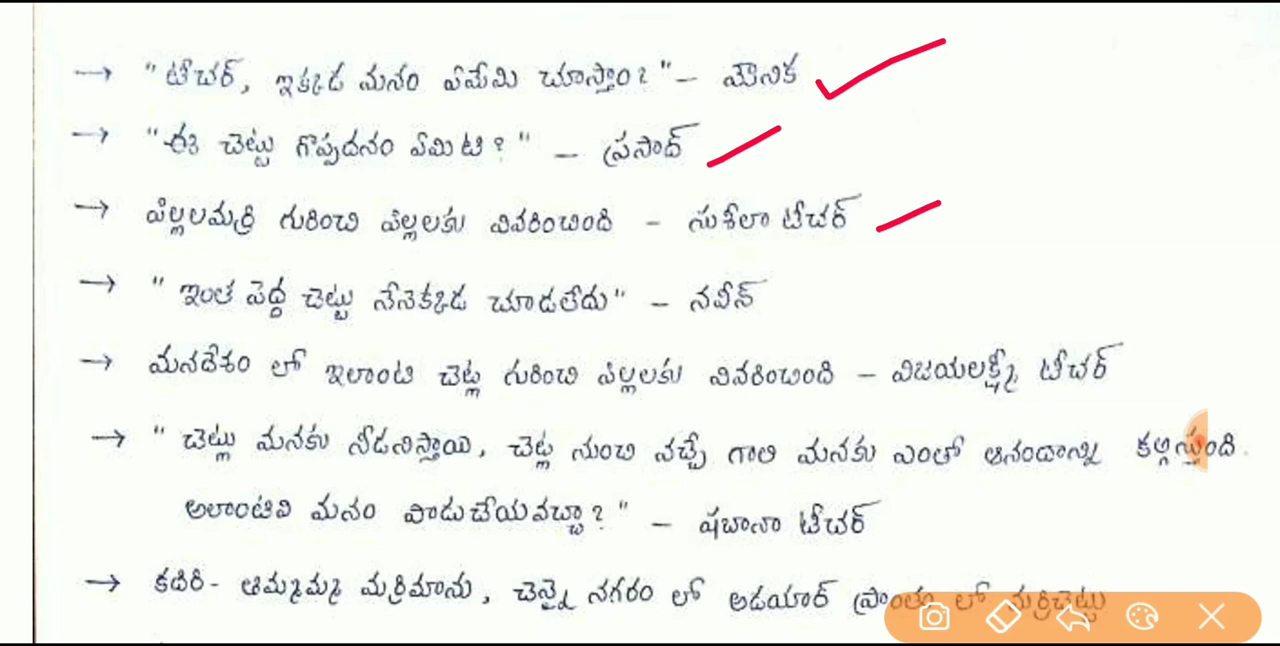 → "టీచర్, ఇక్కడ మనం ఏమేమి చూస్తాం?" – మౌనిక
→ "ఈ చెట్టు గొప్పదనం ఏమిటి?" – ప్రసాద్
→ పిల్లలమర్రి గురించి పిల్లలకు వివరించింది – సుశీలా టీచర్
→ "ఇంత పెద్ద చెట్టు నేనెక్కడ చూడలేదు" – నవీన్
→ మనదేశం లో ఇలాంటి చెట్ల గురించి పిల్లలకు వివరించింది – విజయలక్ష్మి టీచర్
→ "చెట్లు మనకు నీడనిస్తాయి, చెట్ల నుంచి వచ్చే గాలి మనకు ఎంతో ఆనందాన్ని కల్గిస్తుంది.
అలాంటివి మనం పాడుచేయవచ్చా?" – షబానా టీచర్
→ కదిరి- తిమ్మమ్మ మర్రిమాను, చెన్నై నగరం లో అడయార్ ప్రాంతం లో మర్రిచెట్టు